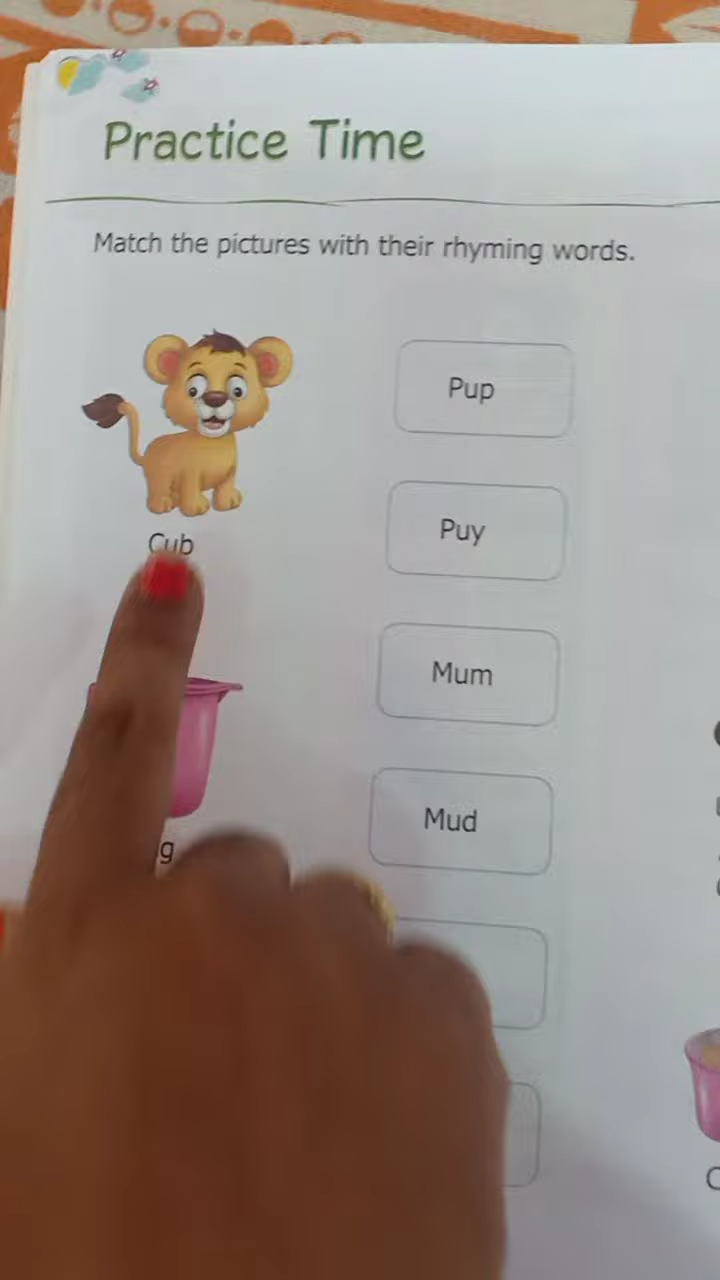 Practice Time
Match the pictures with their rhyming words.
Pup
Cub
Puy
Mum
Mud